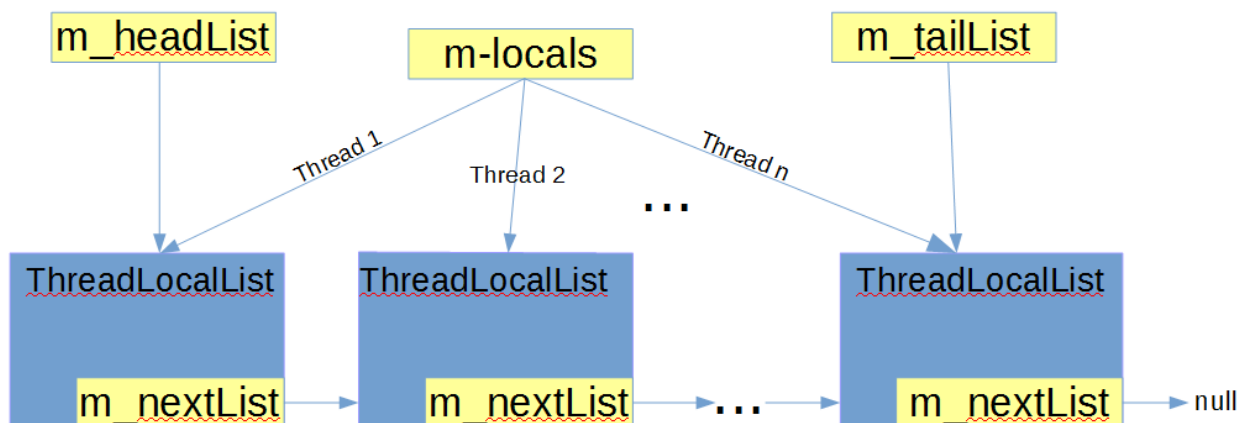 m_headList
m-locals
m_tailList
Thread 1
Thread 2
Thread n
...
ThreadLocalList
ThreadLocalList
ThreadLocalList
m_nextList
m_nextList
...
m_nextList
null